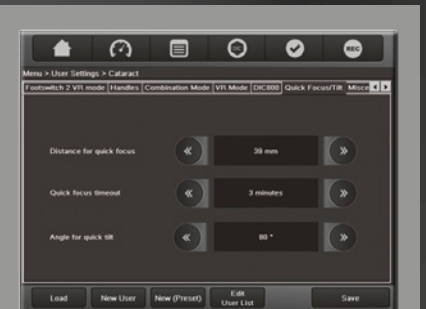 REC
Menu > User Settings > Cataract
Footswitch 2 VR mode Handles Combination Mode VR Mode DIC800 Quick Focus/Tilt Misce
Distance for quick focus 39 mm
Quick focus timeout 3 minutes
Angle for quick tilt 80 °
Load New User New (Preset) Edit User List Save